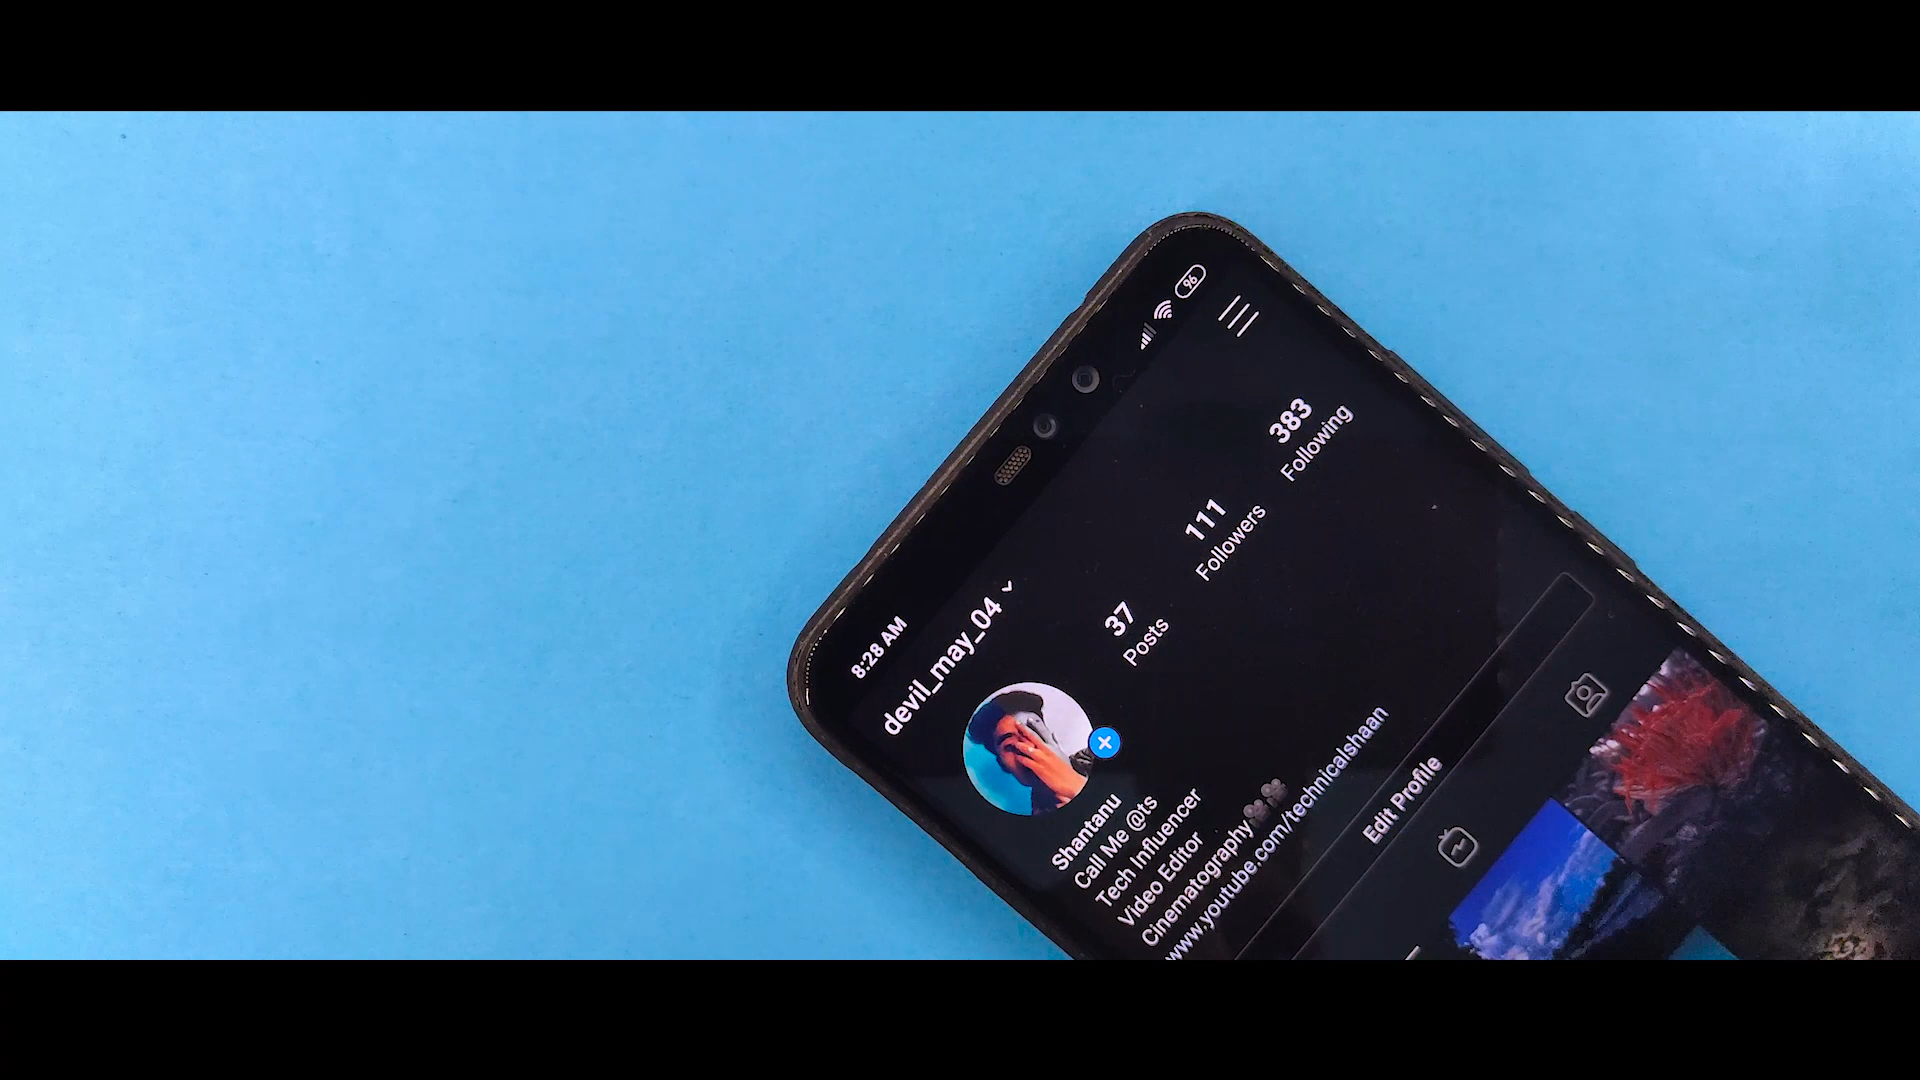 8:28 AM
96
devil_may_04
37
Posts
111
Followers
383
Following
Shantanu
Call Me @ts
Tech Influencer
Video Editor
Cinematography🎥🎥
www.youtube.com/technicalshaan
Edit Profile